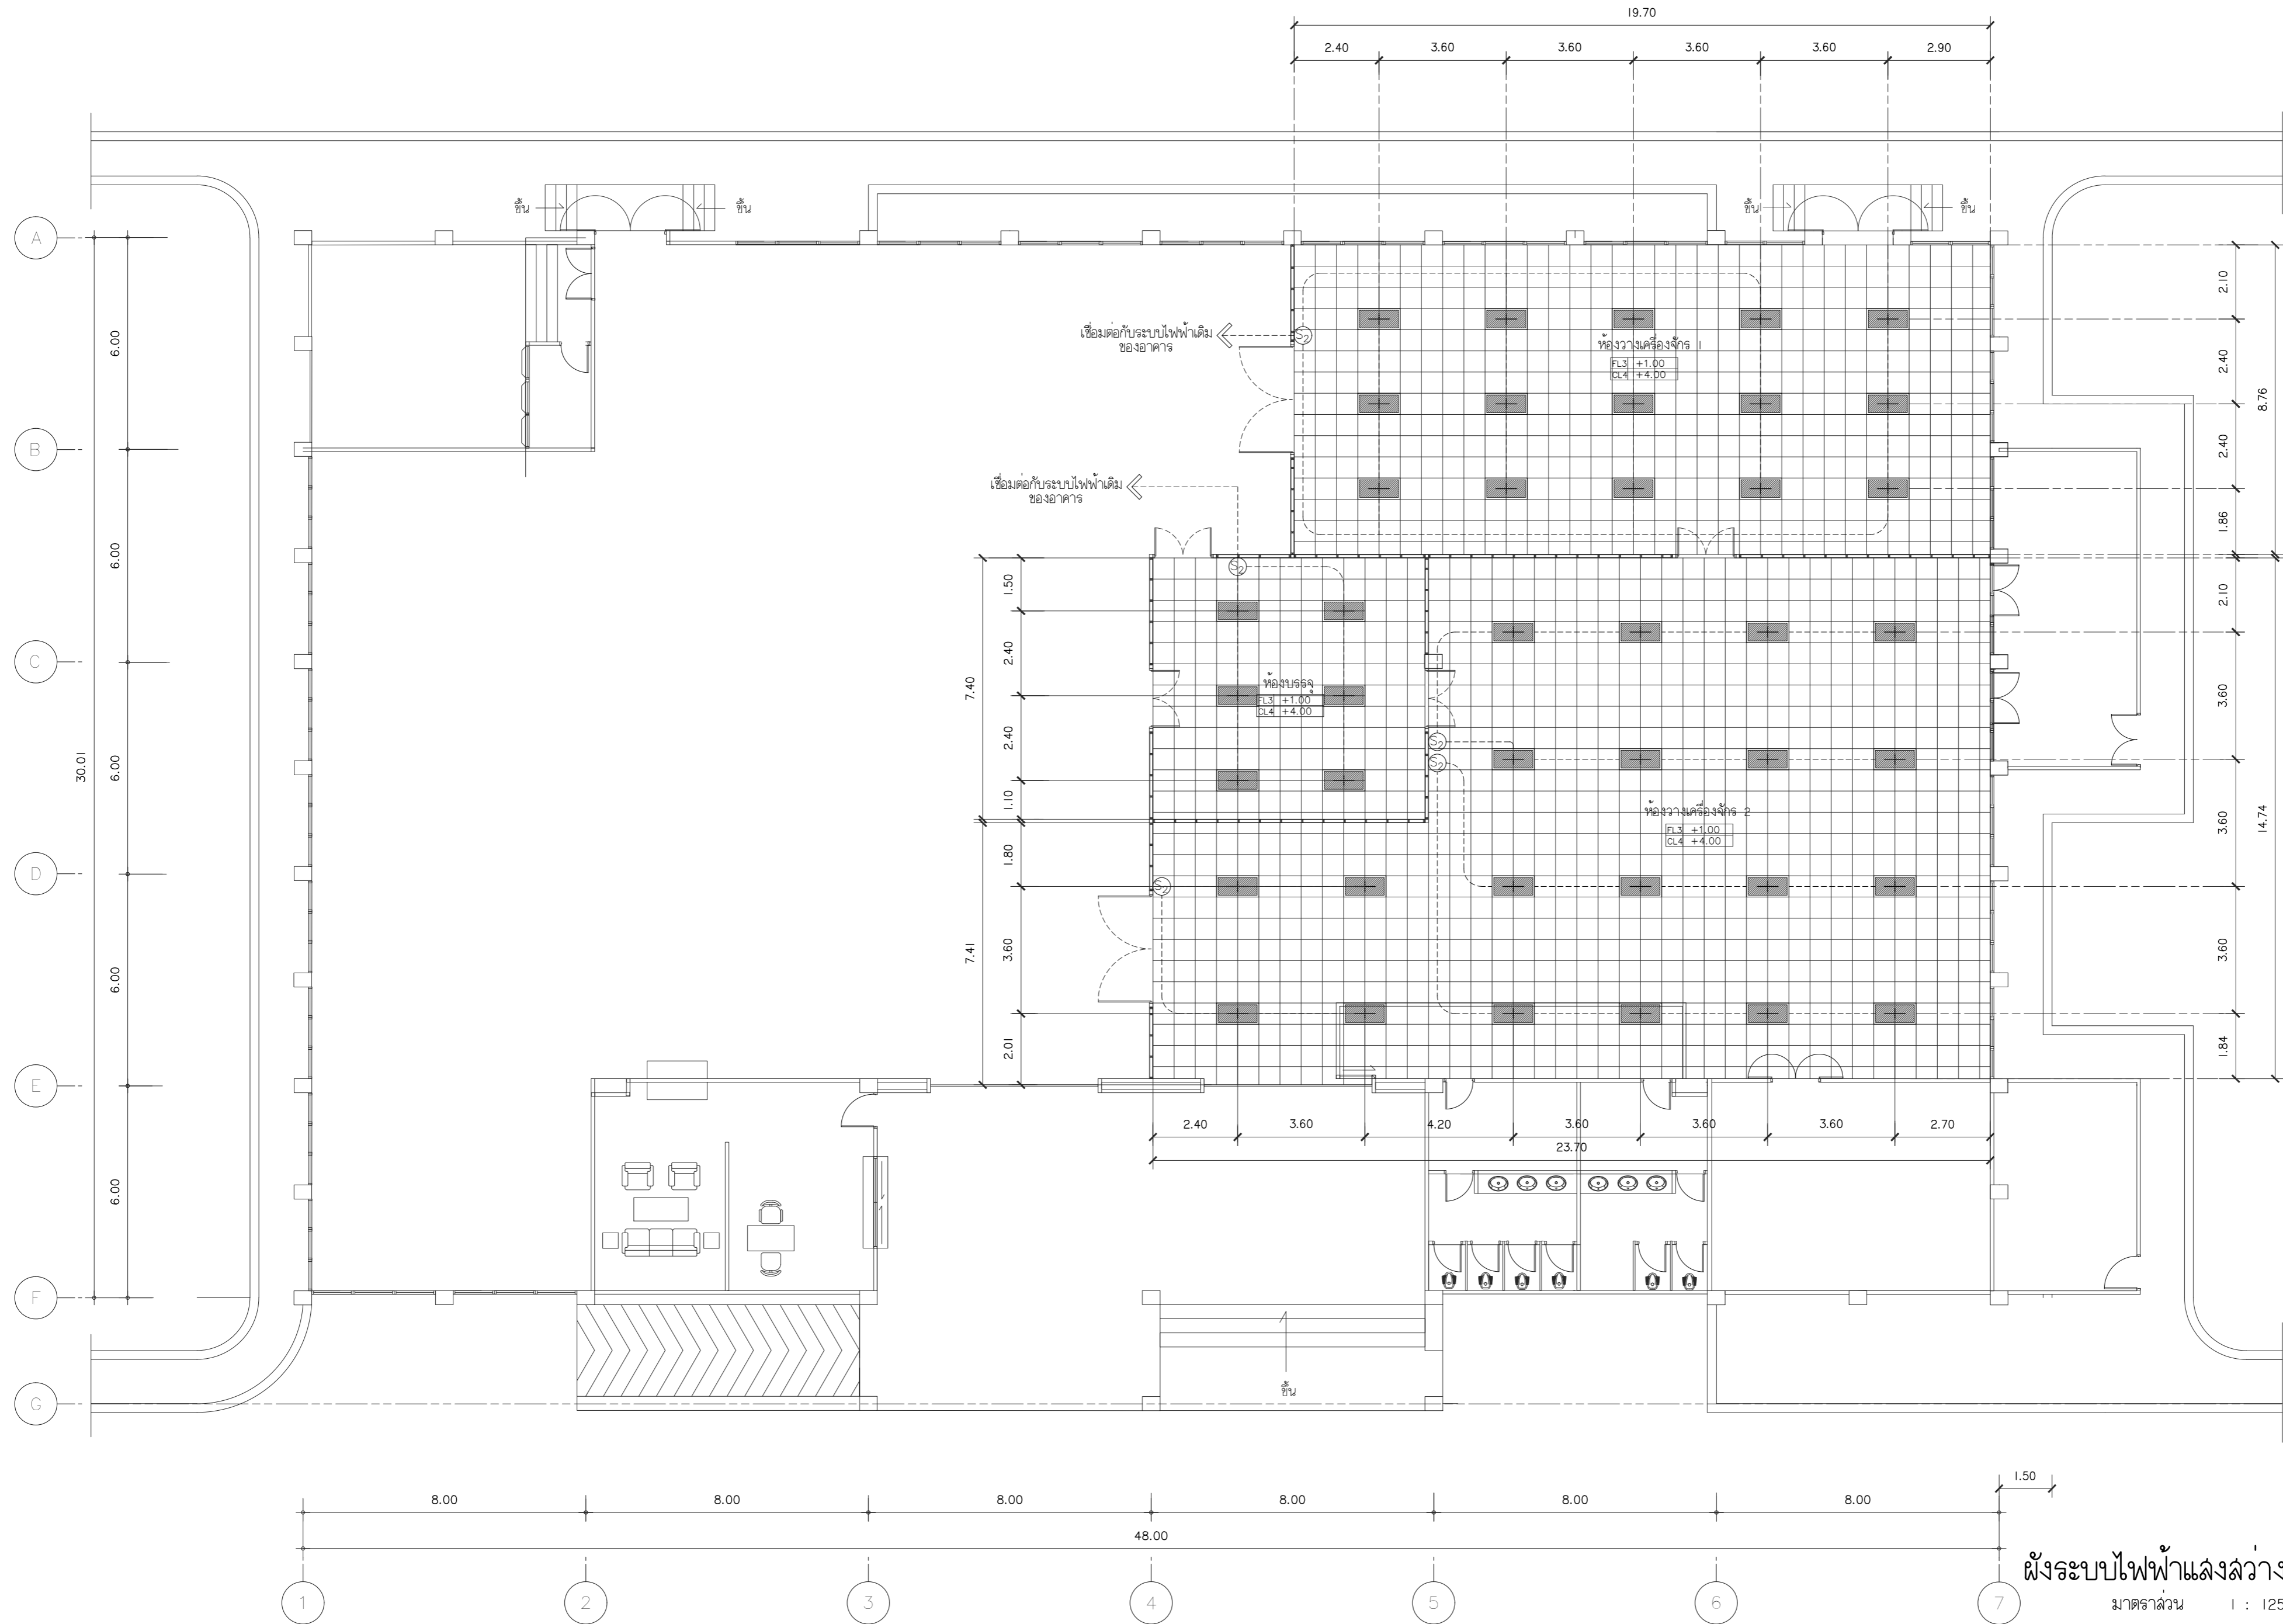 19.70
2.40 3.60 3.60 3.60 3.60 2.90
ขึ้น ขึ้น ขึ้น ขึ้น
A
B
C
D
E
F
G
6.00
6.00
6.00
6.00
6.00
30.01
เชื่อมต่อกับระบบไฟฟ้าเดิม
ของอาคาร
S2
ห้องวางเครื่องจักร 1
FL3 +1.00
CL4 +4.00
2.10
2.40
2.40
1.86
8.76
เชื่อมต่อกับระบบไฟฟ้าเดิม
ของอาคาร
S2
1.50
2.40
2.40
1.10
7.40
ห้องบรรจุ
FL3 +1.00
CL4 +4.00
S2
S2
ห้องวางเครื่องจักร 2
FL3 +1.00
CL4 +4.00
2.10
3.60
3.60
3.60
1.84
14.74
S2
1.80
3.60
2.01
7.41
2.40 3.60 4.20 3.60 3.60 3.60 2.70
23.70
ขึ้น
1.50
8.00 8.00 8.00 8.00 8.00 8.00
48.00
1 2 3 4 5 6 7
ผังระบบไฟฟ้าแสงสว่าง
มาตราส่วน 1 : 125